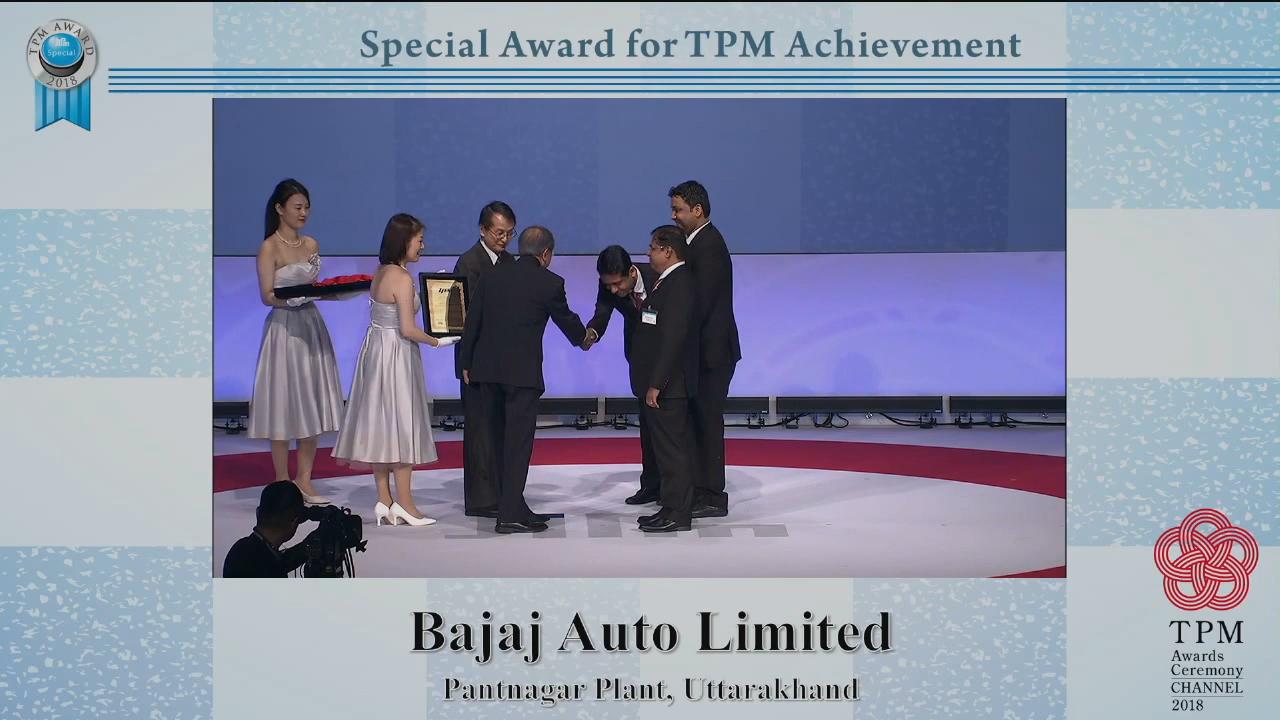 TPM AWARD
Special
2018
Special Award for TPM Achievement
Bajaj Auto Limited
Pantnagar Plant, Uttarakhand
TPM
Awards
Ceremony
CHANNEL
2018